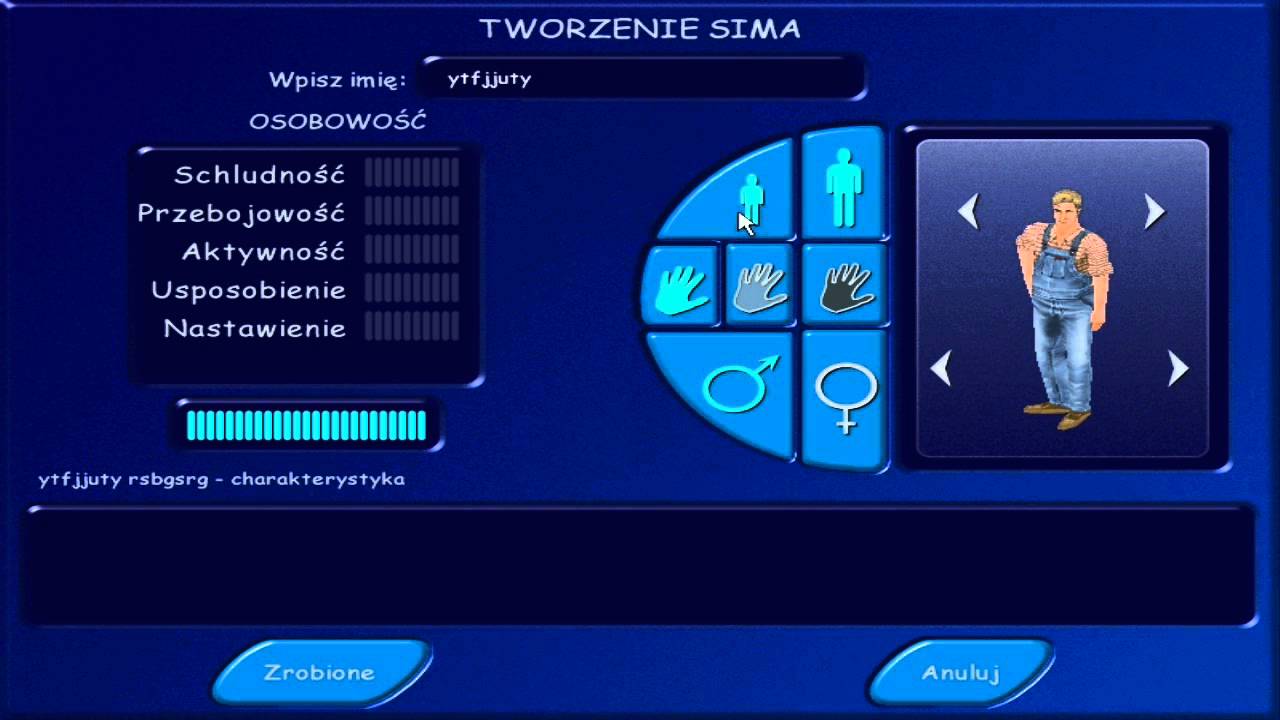 TWORZENIE SIMA
Wpisz imię: ytfjjuty
OSOBOWOŚĆ
Schludność
Przebojowość
Aktywność
Usposobienie
Nastawienie
ytfjjuty rsbgsrg - charakterystyka
Zrobione
Anuluj